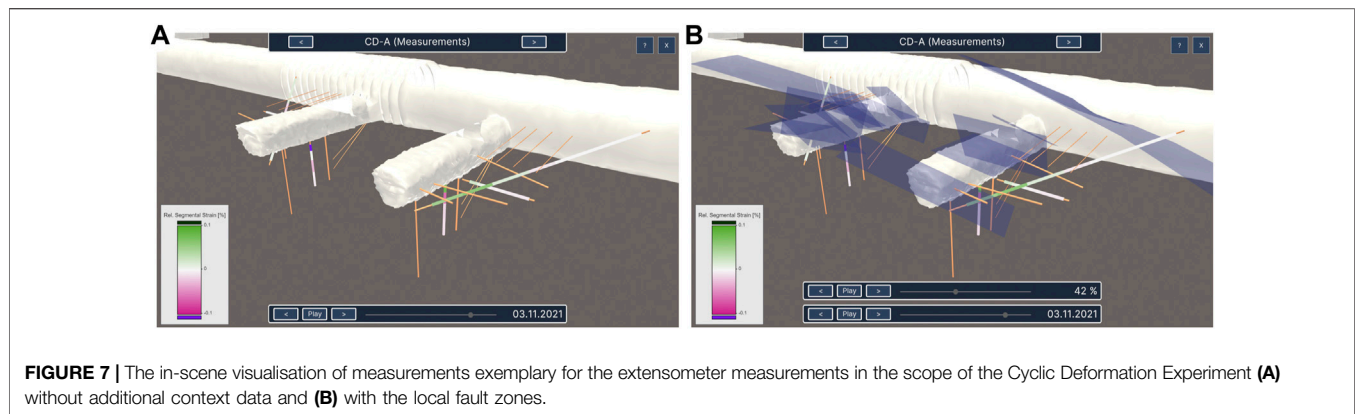 A
< CD-A (Measurements) >
? X
Rel. Segmental Strain [%]
0.1
0
-0.1
< Play > 03.11.2021
B
< CD-A (Measurements) >
? X
Rel. Segmental Strain [%]
0.1
0
-0.1
< Play > 42 %
< Play > 03.11.2021
FIGURE 7 | The in-scene visualisation of measurements exemplary for the extensometer measurements in the scope of the Cyclic Deformation Experiment (A)
without additional context data and (B) with the local fault zones.